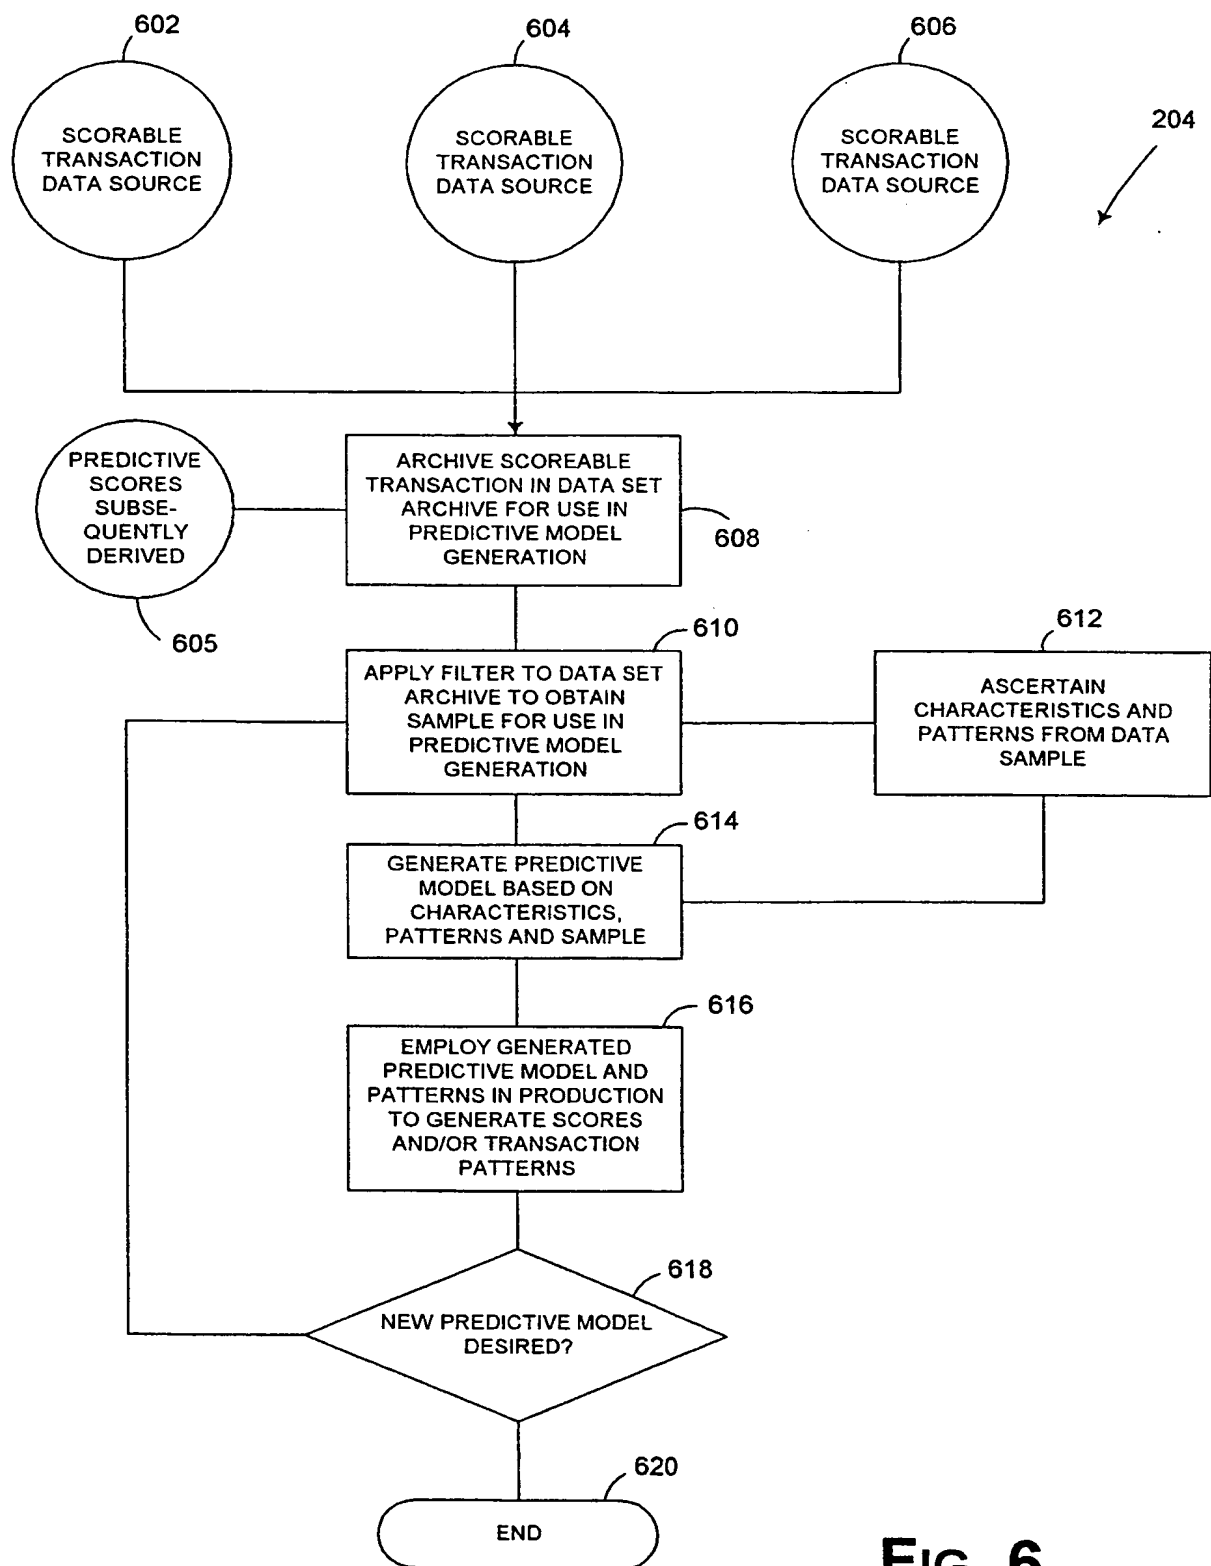 602
604
606
SCORABLE
TRANSACTION
DATA SOURCE
SCORABLE
TRANSACTION
DATA SOURCE
SCORABLE
TRANSACTION
DATA SOURCE
204
PREDICTIVE
SCORES
SUBSE-
QUENTLY
DERIVED
605
ARCHIVE SCOREABLE
TRANSACTION IN DATA SET
ARCHIVE FOR USE IN
PREDICTIVE MODEL
GENERATION
608
610
APPLY FILTER TO DATA SET
ARCHIVE TO OBTAIN
SAMPLE FOR USE IN
PREDICTIVE MODEL
GENERATION
612
ASCERTAIN
CHARACTERISTICS AND
PATTERNS FROM DATA
SAMPLE
614
GENERATE PREDICTIVE
MODEL BASED ON
CHARACTERISTICS,
PATTERNS AND SAMPLE
616
EMPLOY GENERATED
PREDICTIVE MODEL AND
PATTERNS IN PRODUCTION
TO GENERATE SCORES
AND/OR TRANSACTION
PATTERNS
618
NEW PREDICTIVE MODEL
DESIRED?
620
END
FIG. 6